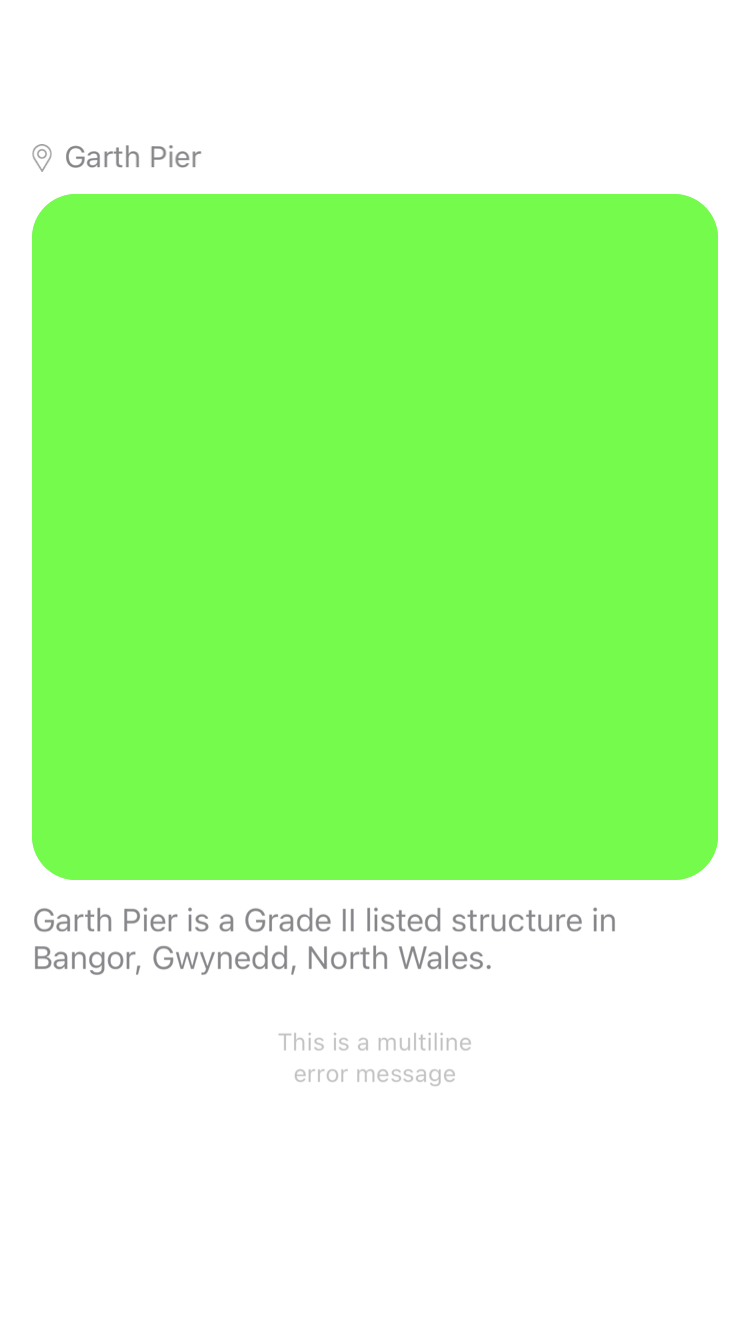 Garth Pier
Garth Pier is a Grade II listed structure in
Bangor, Gwynedd, North Wales.
This is a multiline
error message